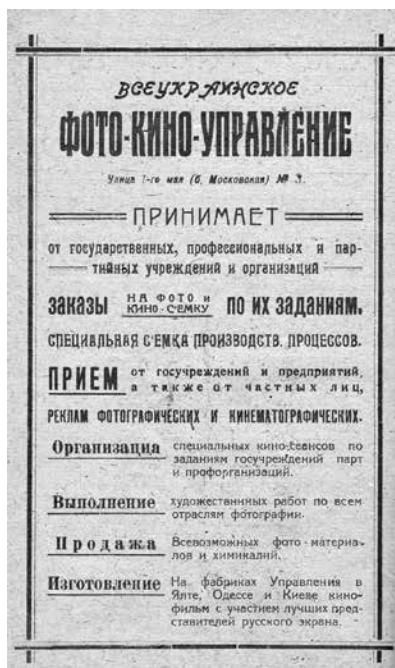 ВСЕУКРАИНСКОЕ
ФОТО-КИНО-УПРАВЛЕНИЕ
Улица 1-го мая (б. Московская) № 3.
ПРИНИМАЕТ
от государственных, профессиональных и пар-
тийных учреждений и организаций
заказы НА ФОТО и КИНО-С'ЕМКУ ПО ИХ ЗАДАНИЯМ.
СПЕЦИАЛЬНАЯ С'ЕМКА ПРОИЗВОДСТВ. ПРОЦЕССОВ.
ПРИЕМ от госучреждений и предприятий,
а также от частных лиц,
РЕКЛАМ ФОТОГРАФИЧЕСКИХ И КИНЕМАТОГРАФИЧЕСКИХ.
Организация специальных кино-сеансов по
заданиям госучреждений парт
и профорганизаций.
Выполнение художественных работ по всем
отраслям фотографии.
Продажа Всевозможных фото-материа-
лов и химикалий.
Изготовление На фабриках Управления в
Ялте, Одессе и Киеве кино-
фильм с участием лучших пред-
ставителей русского экрана.